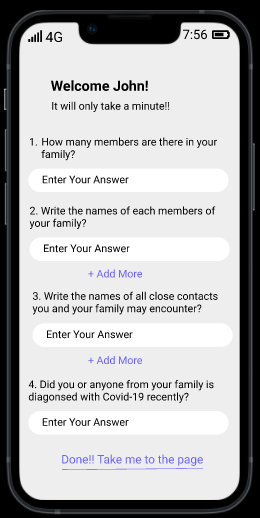 4G 7:56
Welcome John!
It will only take a minute!!
1. How many members are there in your
family?
Enter Your Answer
2. Write the names of each members of
your family?
Enter Your Answer
+ Add More
3. Write the names of all close contacts
you and your family may encounter?
Enter Your Answer
+ Add More
4. Did you or anyone from your family is
diagonsed with Covid-19 recently?
Enter Your Answer
Done!! Take me to the page